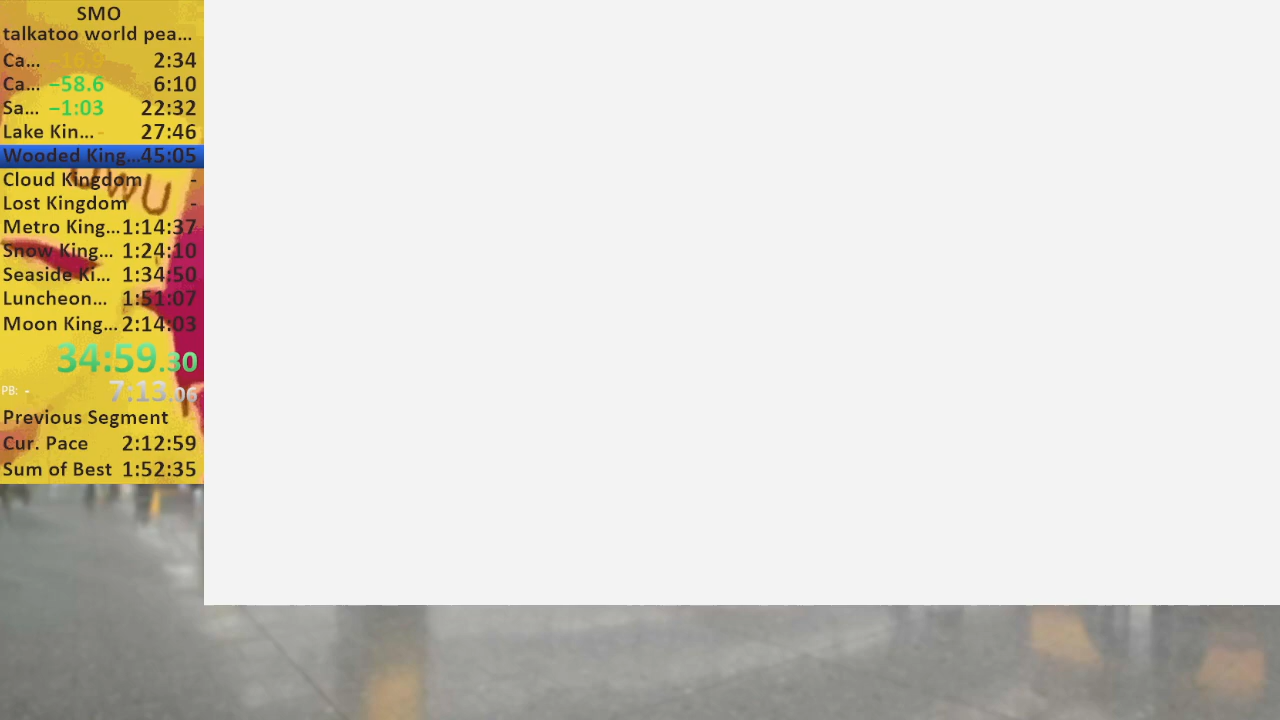 SMO
talkatoo world pea...
Ca... −16.9 2:34
Ca... −58.6 6:10
Sa... −1:03 22:32
Lake Kin... - 27:46
Wooded King... 45:05
Cloud Kingdom -
Lost Kingdom -
Metro King... 1:14:37
Snow King... 1:24:10
Seaside Ki... 1:34:50
Luncheon... 1:51:07
Moon King... 2:14:03
34:59.30
PB: - 7:13.06
Previous Segment
Cur. Pace 2:12:59
Sum of Best 1:52:35
UWU